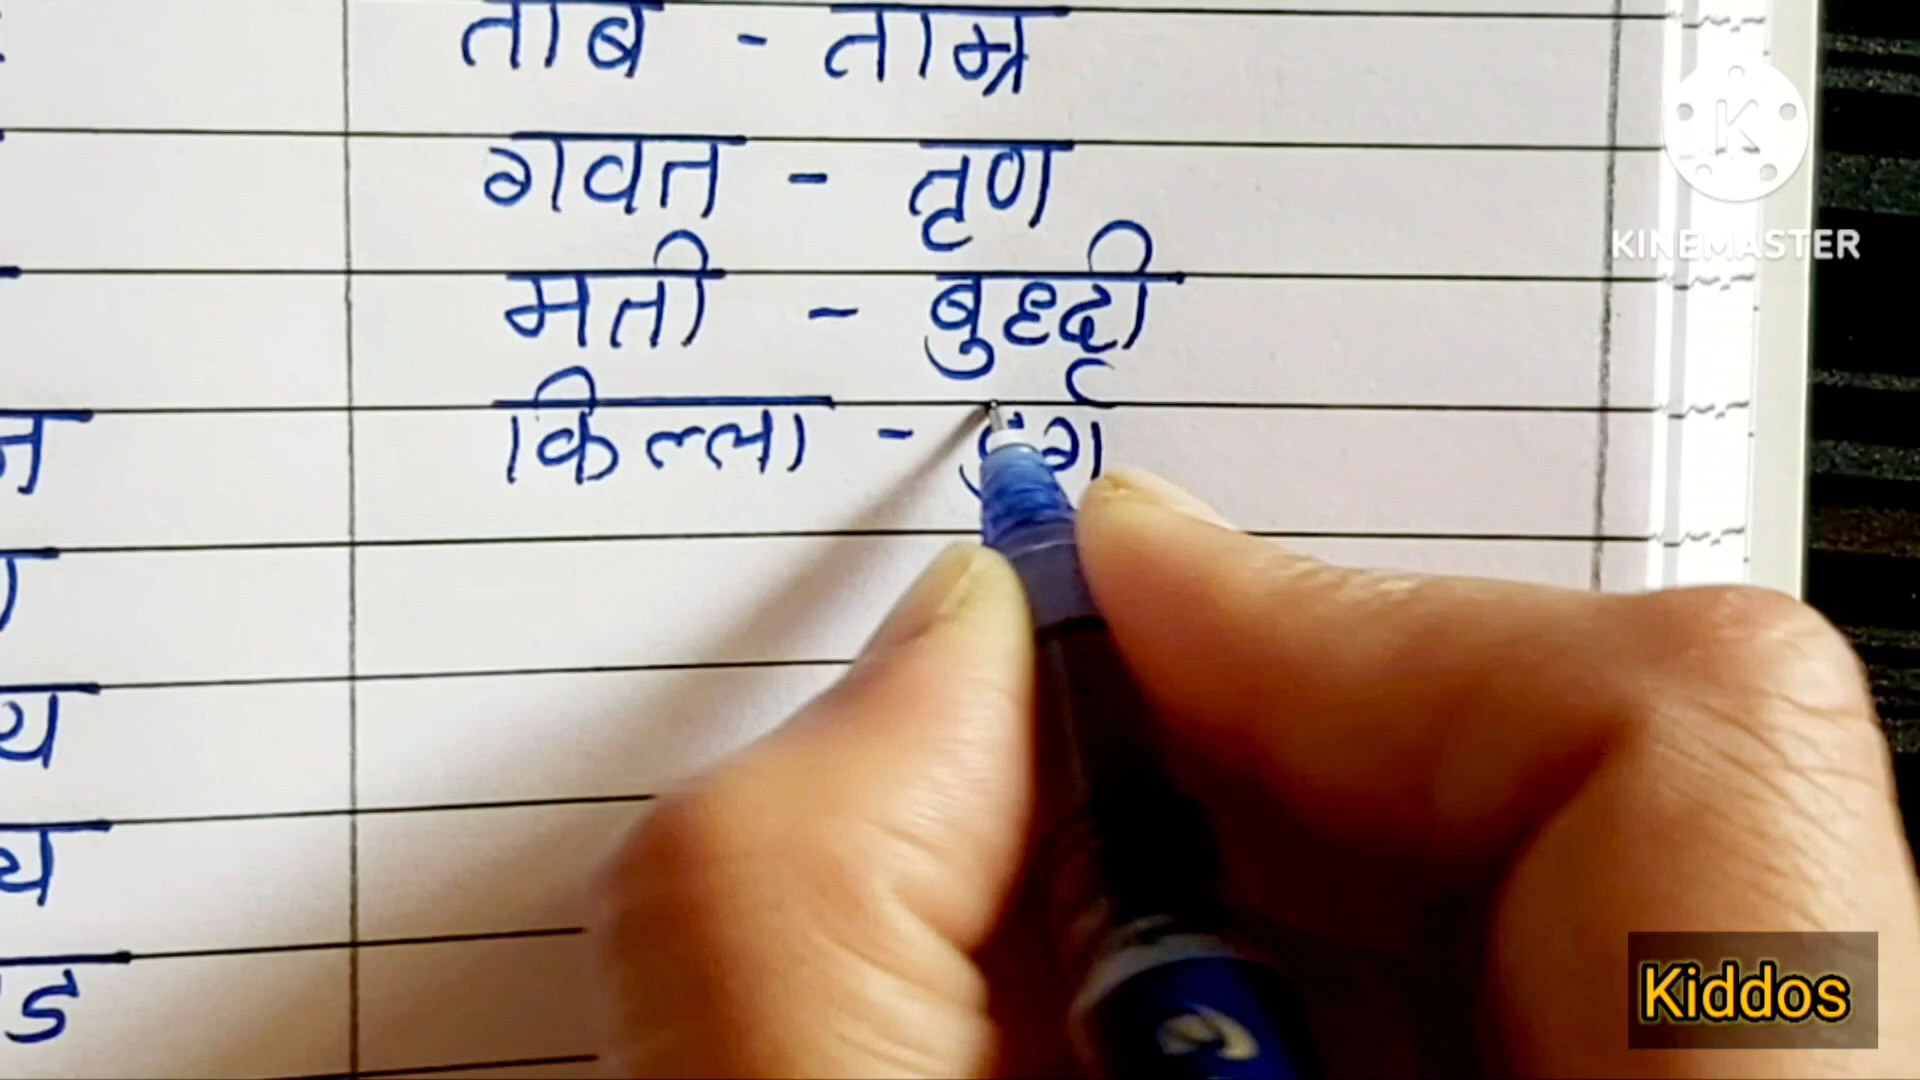 तांब - ताम्र
गवत - तृण
मती - बुध्दी
किल्ला - दुर्ग
KINEMASTER
Kiddos